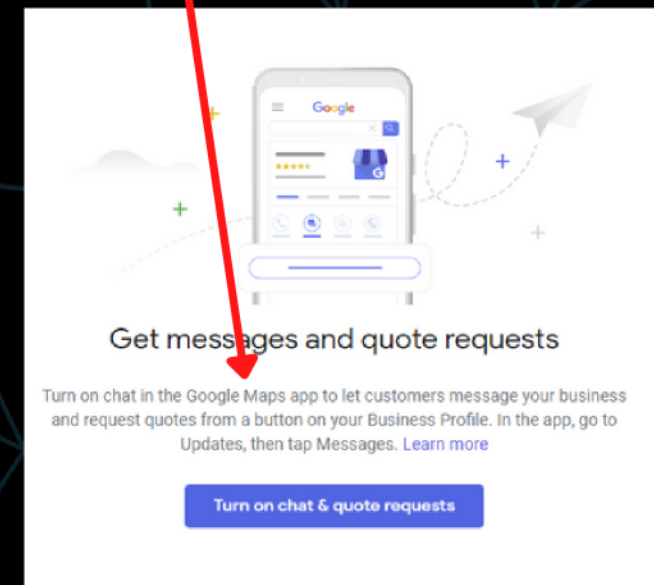 Google
Get messages and quote requests
Turn on chat in the Google Maps app to let customers message your business
and request quotes from a button on your Business Profile. In the app, go to
Updates, then tap Messages. Learn more
Turn on chat & quote requests